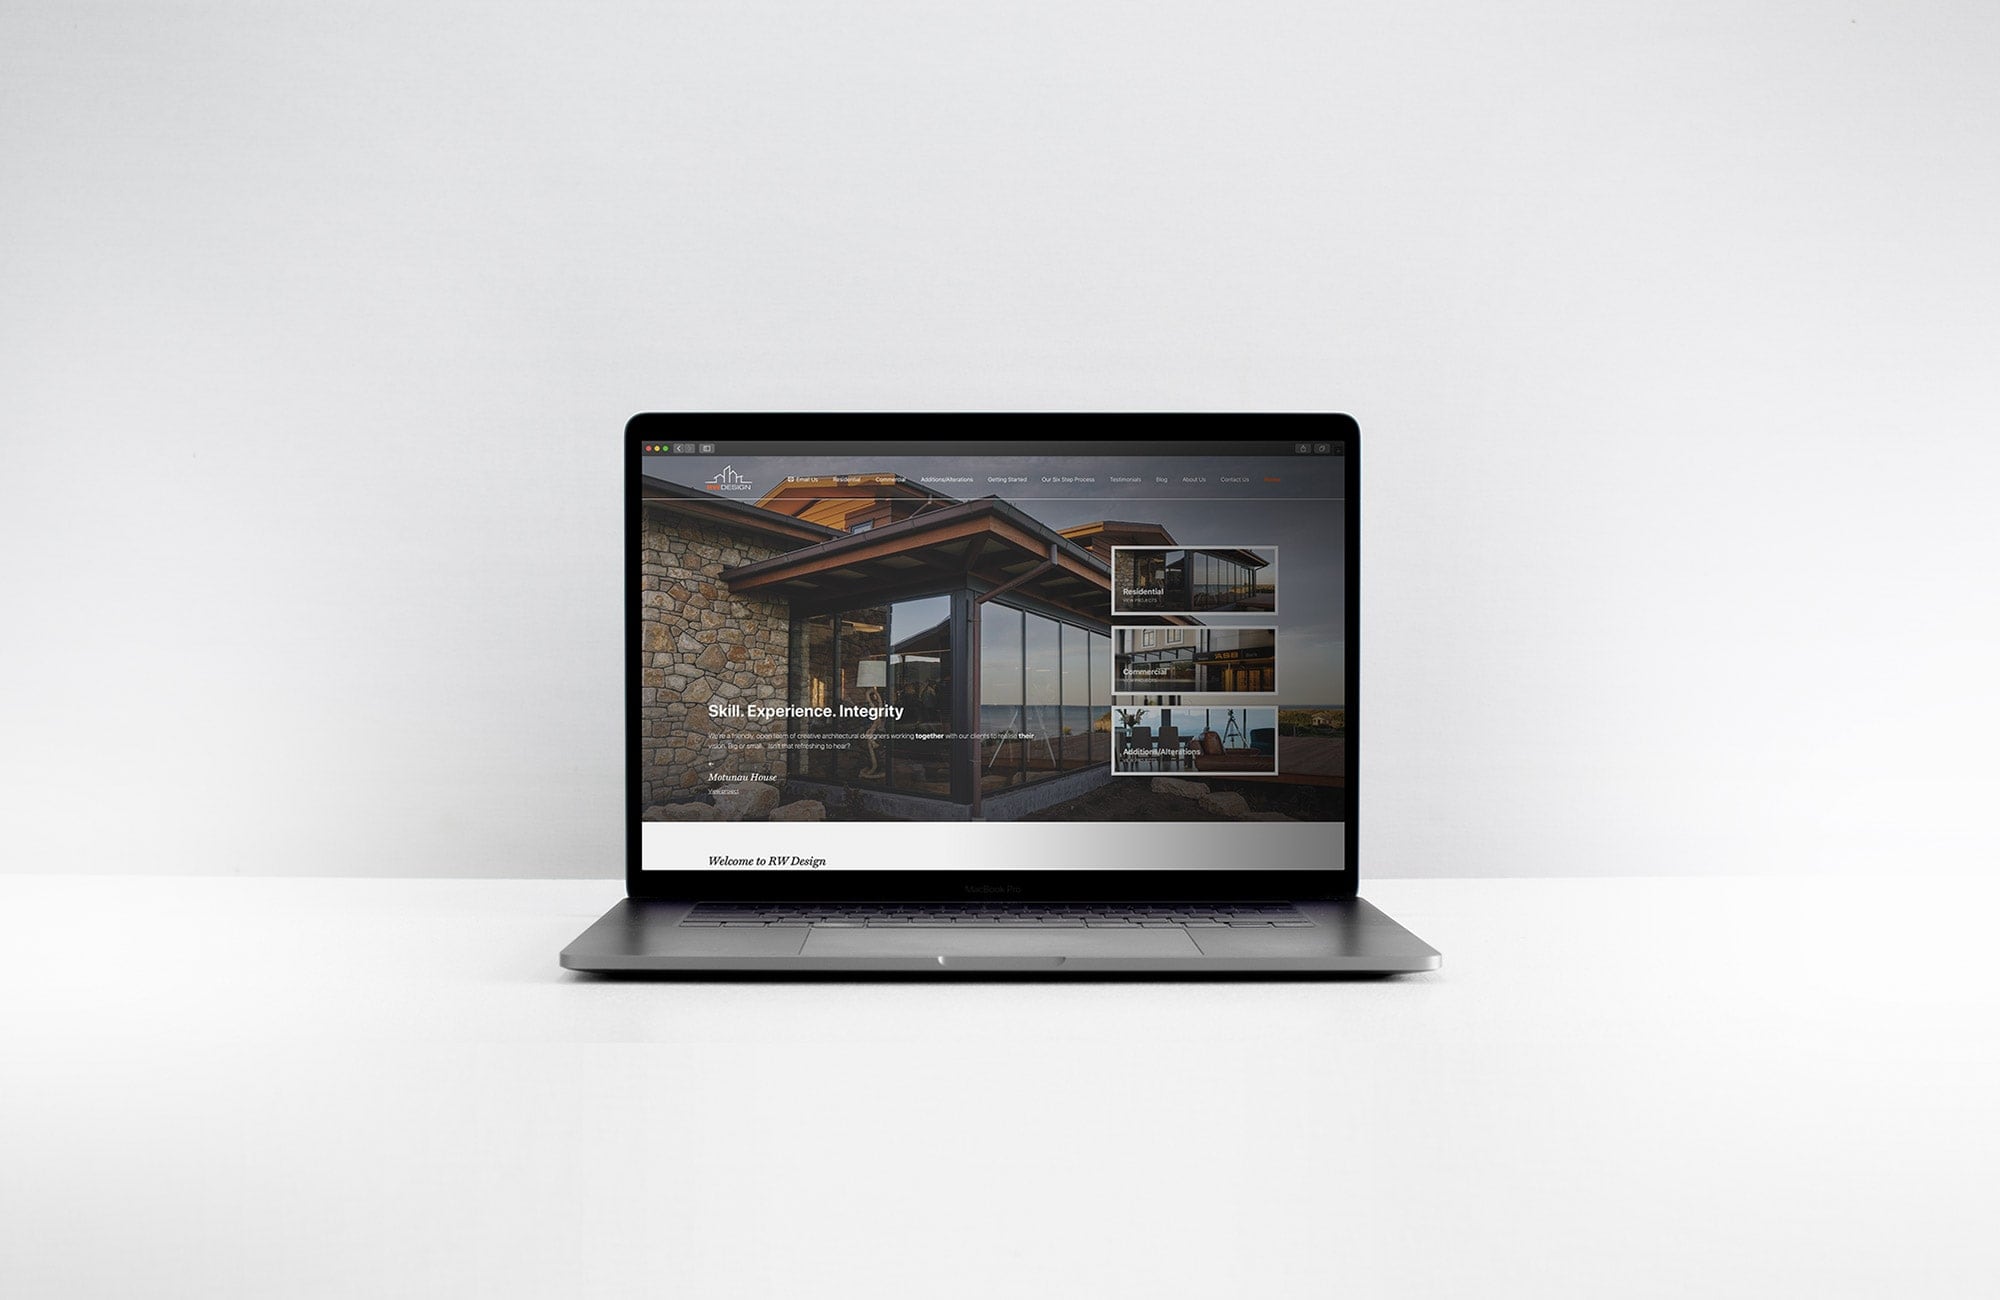 RWDESIGN
Email Us Residential Commercial Additions/Alterations Getting Started Our Six Step Process Testimonials Blog About Us Contact Us Home
Residential
VIEW PROJECTS
ASB
Commercial
VIEW PROJECTS
Additions/Alterations
Skill. Experience. Integrity
We're a friendly, open team of creative architectural designers working together with our clients to realise their
vision. Big or small. Isn't that refreshing to hear?
Motunau House
View project
Welcome to RW Design
MacBook Pro